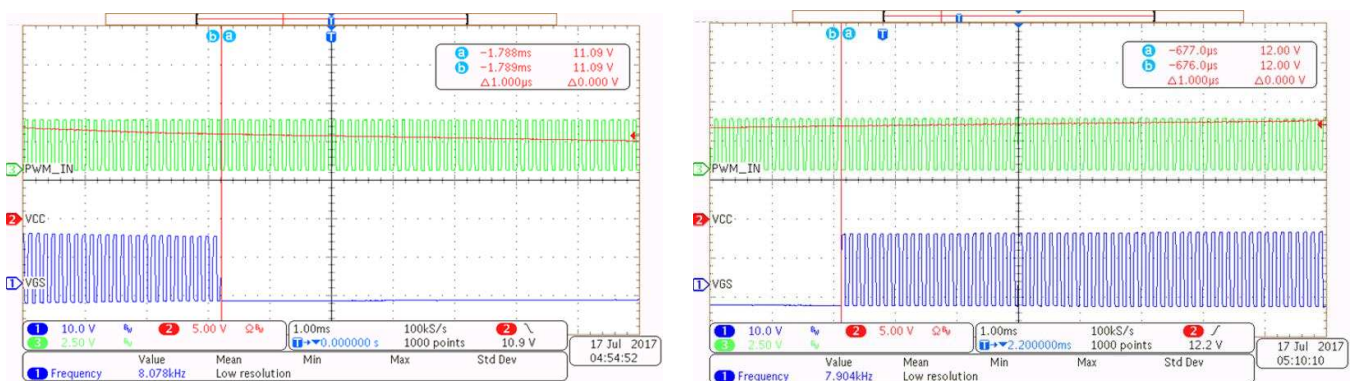 T
b a
T
a -1.788ms 11.09 V
b -1.789ms 11.09 V
△1.000µs △0.000 V
3 PWM_IN
2 VCC
1 VGS
1 10.0 V 2 5.00 V
3 2.50 V
1.00ms 100kS/s 2
T→▼0.000000 s 1000 points 10.9 V
17 Jul 2017
04:54:52
Value Mean Min Max Std Dev
1 Frequency 8.078kHz Low resolution
T
b a T
a -677.0µs 12.00 V
b -676.0µs 12.00 V
△1.000µs △0.000 V
3 PWM_IN
2 VCC
1 VGS
1 10.0 V 2 5.00 V
3 2.50 V
1.00ms 100kS/s 2
T→▼2.200000ms 1000 points 12.2 V
17 Jul 2017
05:10:10
Value Mean Min Max Std Dev
1 Frequency 7.904kHz Low resolution